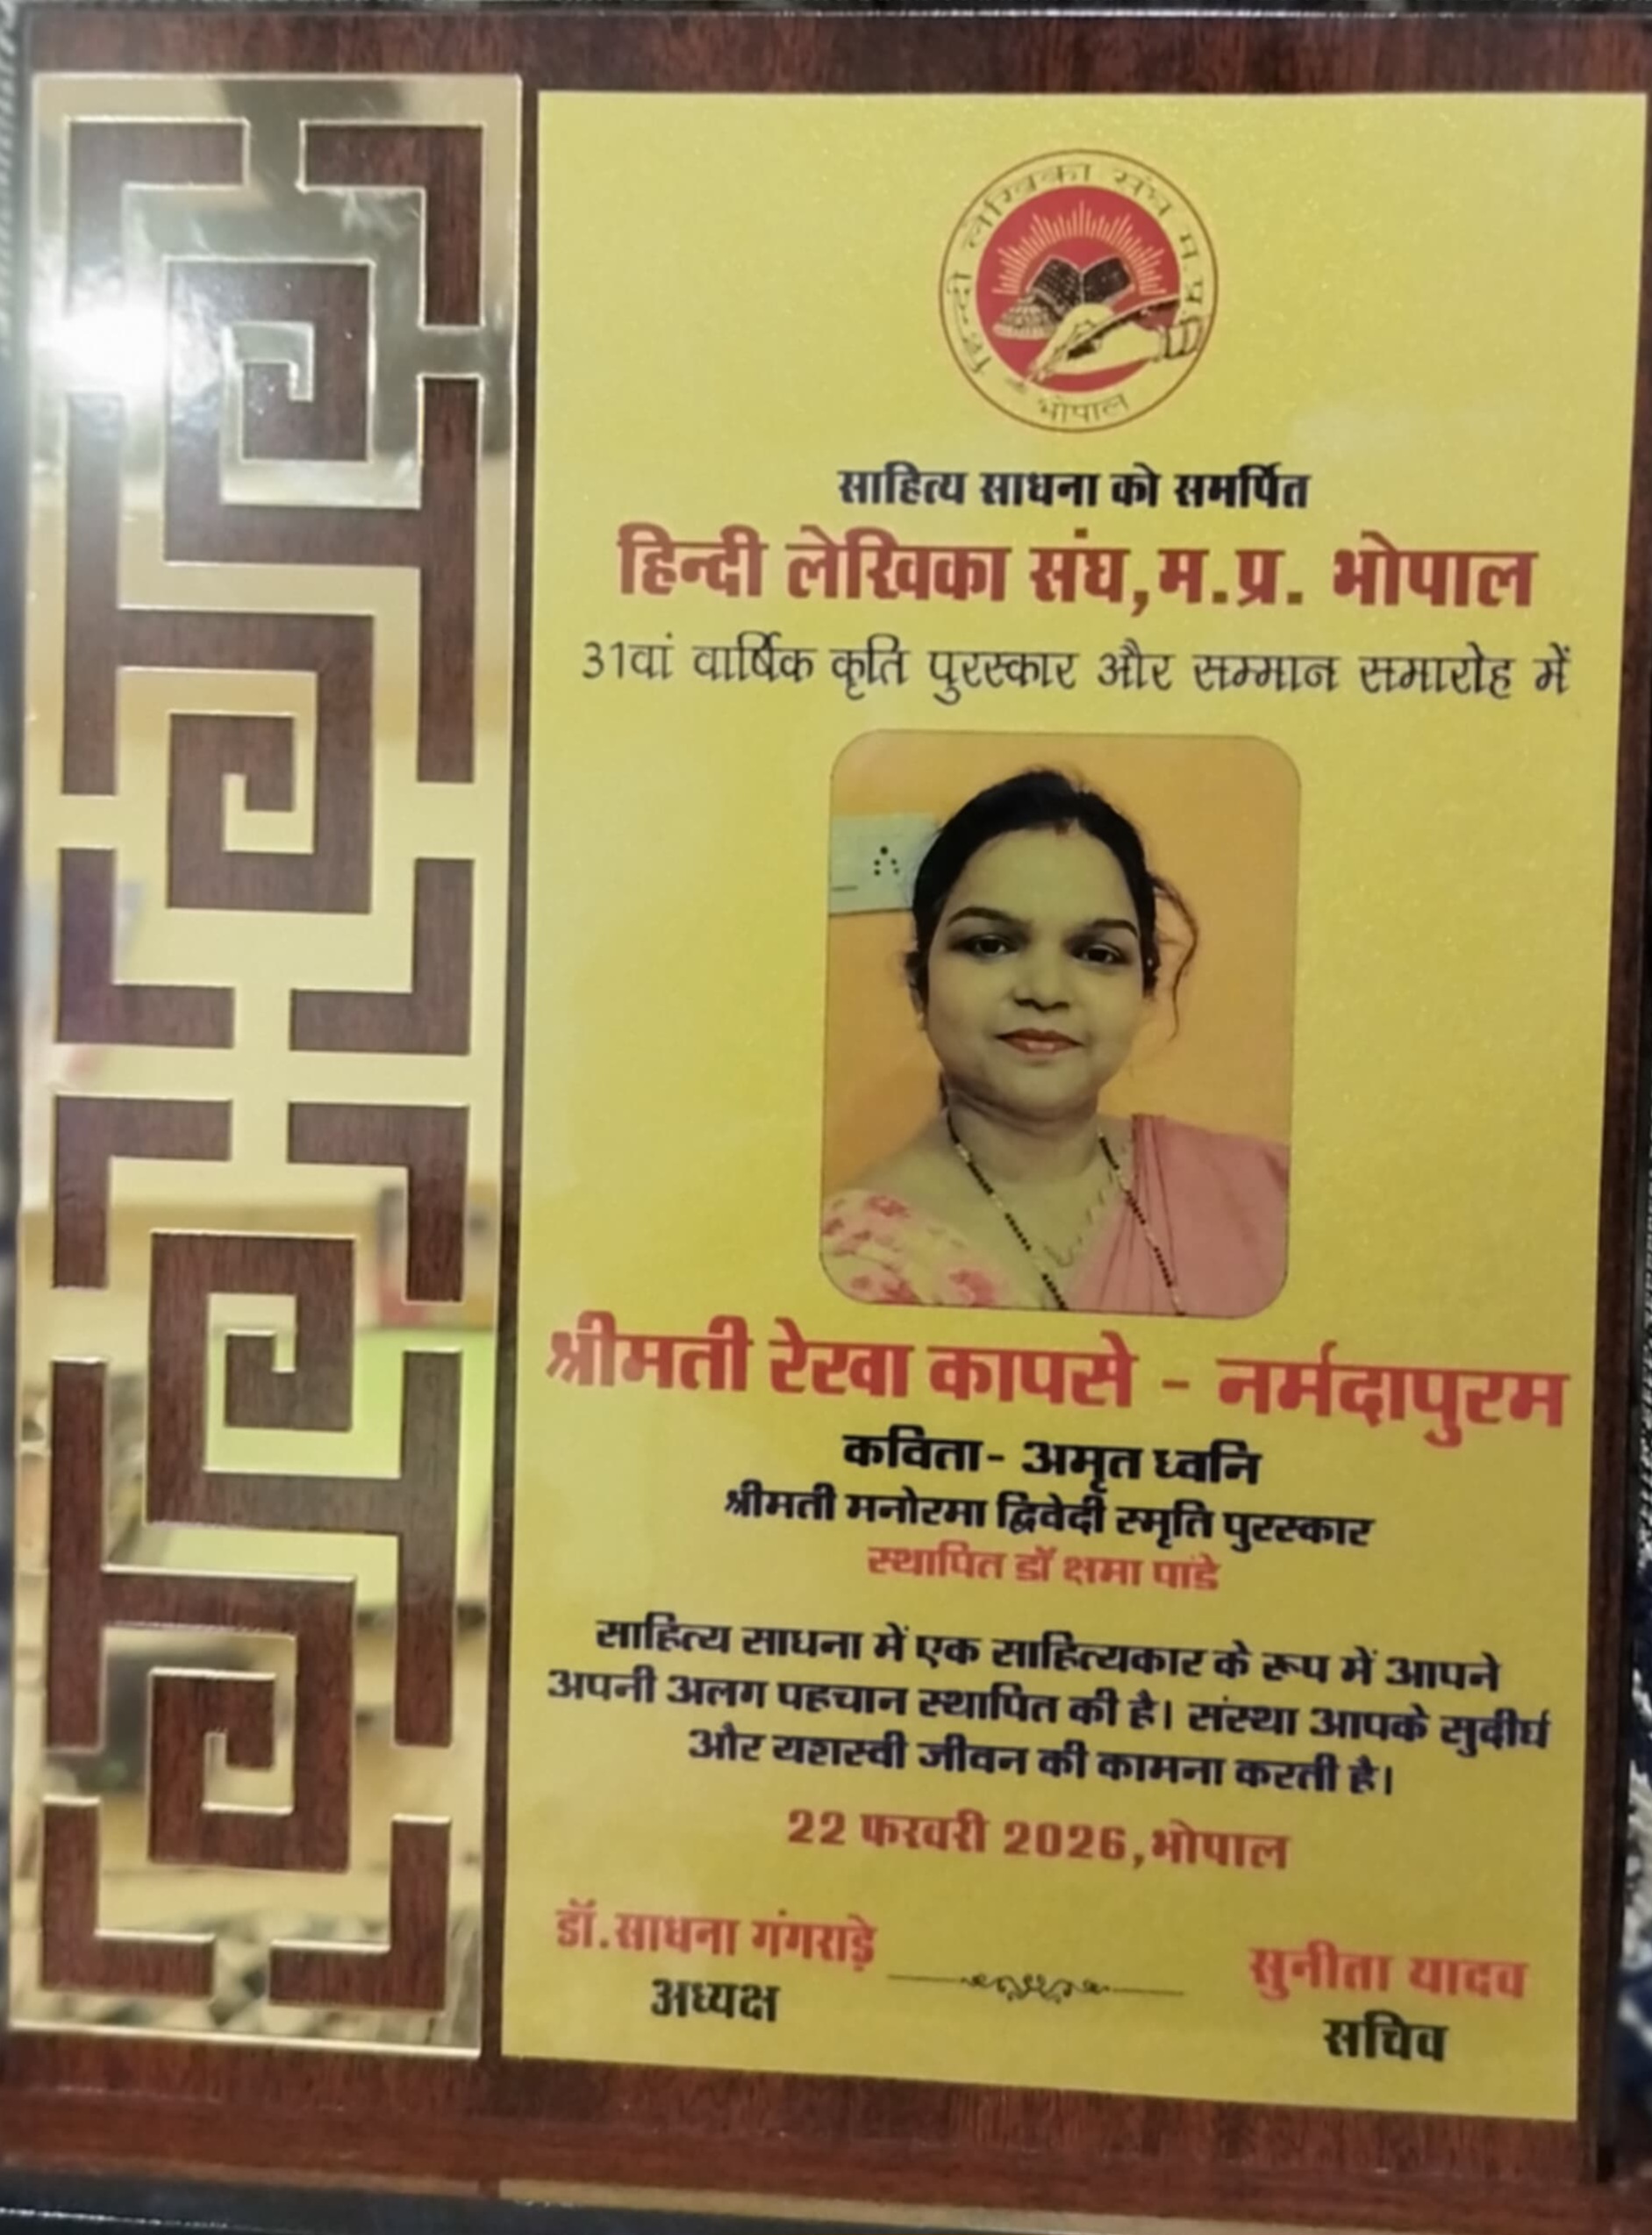 हिन्दी लेखिका संघ म.प्र.
भोपाल
साहित्य साधना को समर्पित
हिन्दी लेखिका संघ,म.प्र. भोपाल
31वां वार्षिक कृति पुरस्कार और सम्मान समारोह में
श्रीमती रेखा कापसे - नर्मदापुरम
कविता- अमृत ध्वनि
श्रीमती मनोरमा द्विवेदी स्मृति पुरस्कार
स्थापित डॉ क्षमा पांडे
साहित्य साधना में एक साहित्यकार के रूप में आपने
अपनी अलग पहचान स्थापित की है। संस्था आपके सुदीर्घ
और यशस्वी जीवन की कामना करती है।
22 फरवरी 2026,भोपाल
डॉ.साधना गंगराड़े
अध्यक्ष
सुनीता यादव
सचिव